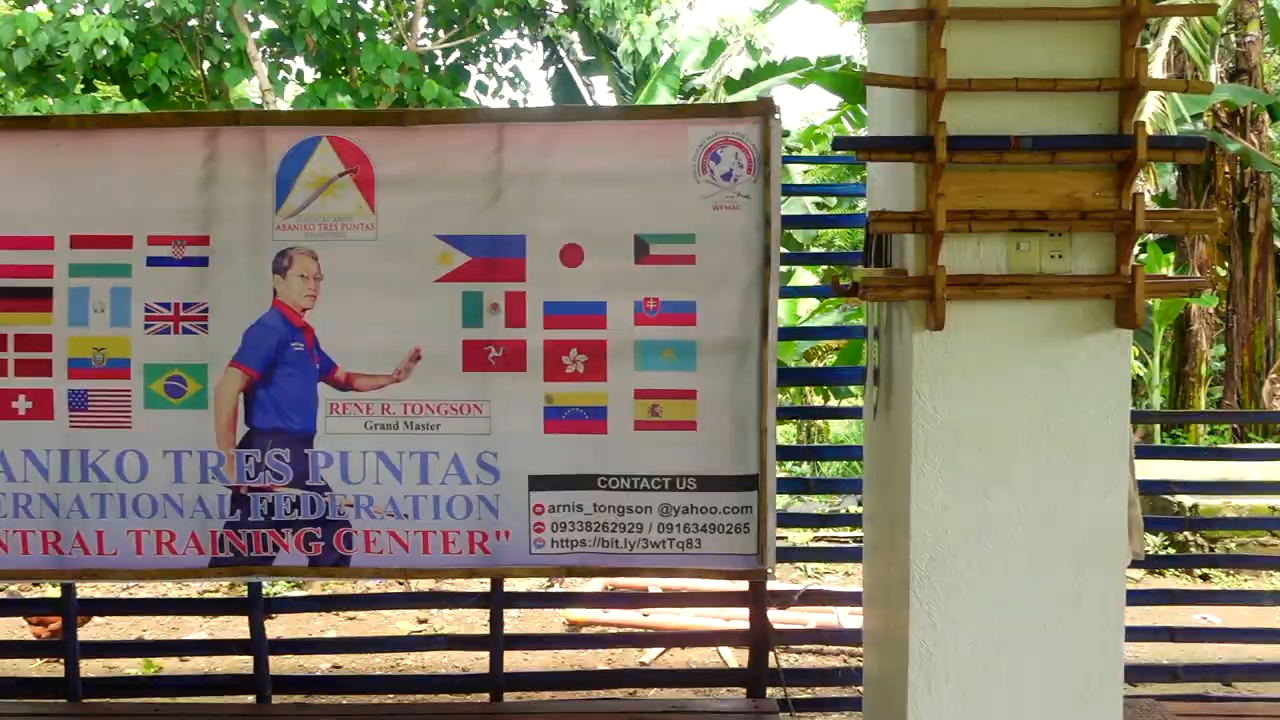 ABANIKO TRES PUNTAS
WFMAC
RENE R. TONGSON
Grand Master
ANIKO TRES PUNTAS
ERNATIONAL FEDERATION
NTRAL TRAINING CENTER"
CONTACT US
arnis_tongson @yahoo.com
09338262929 / 09163490265
https://bit.ly/3wtTq83